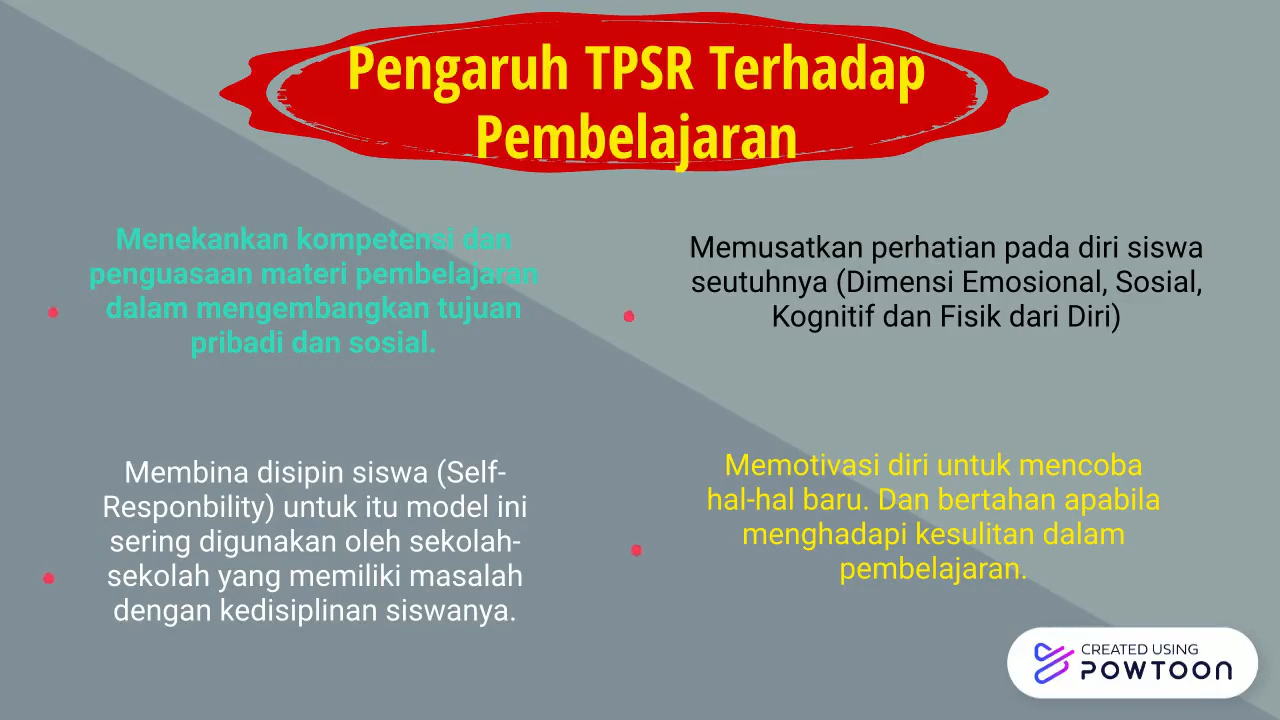 Pengaruh TPSR Terhadap
Pembelajaran
Menekankan kompetensi dan
penguasaan materi pembelajaran
dalam mengembangkan tujuan
pribadi dan sosial.
Memusatkan perhatian pada diri siswa
seutuhnya (Dimensi Emosional, Sosial,
Kognitif dan Fisik dari Diri)
Membina disipin siswa (Self-
Responbility) untuk itu model ini
sering digunakan oleh sekolah-
sekolah yang memiliki masalah
dengan kedisiplinan siswanya.
Memotivasi diri untuk mencoba
hal-hal baru. Dan bertahan apabila
menghadapi kesulitan dalam
pembelajaran.
CREATED USING
POWTOON